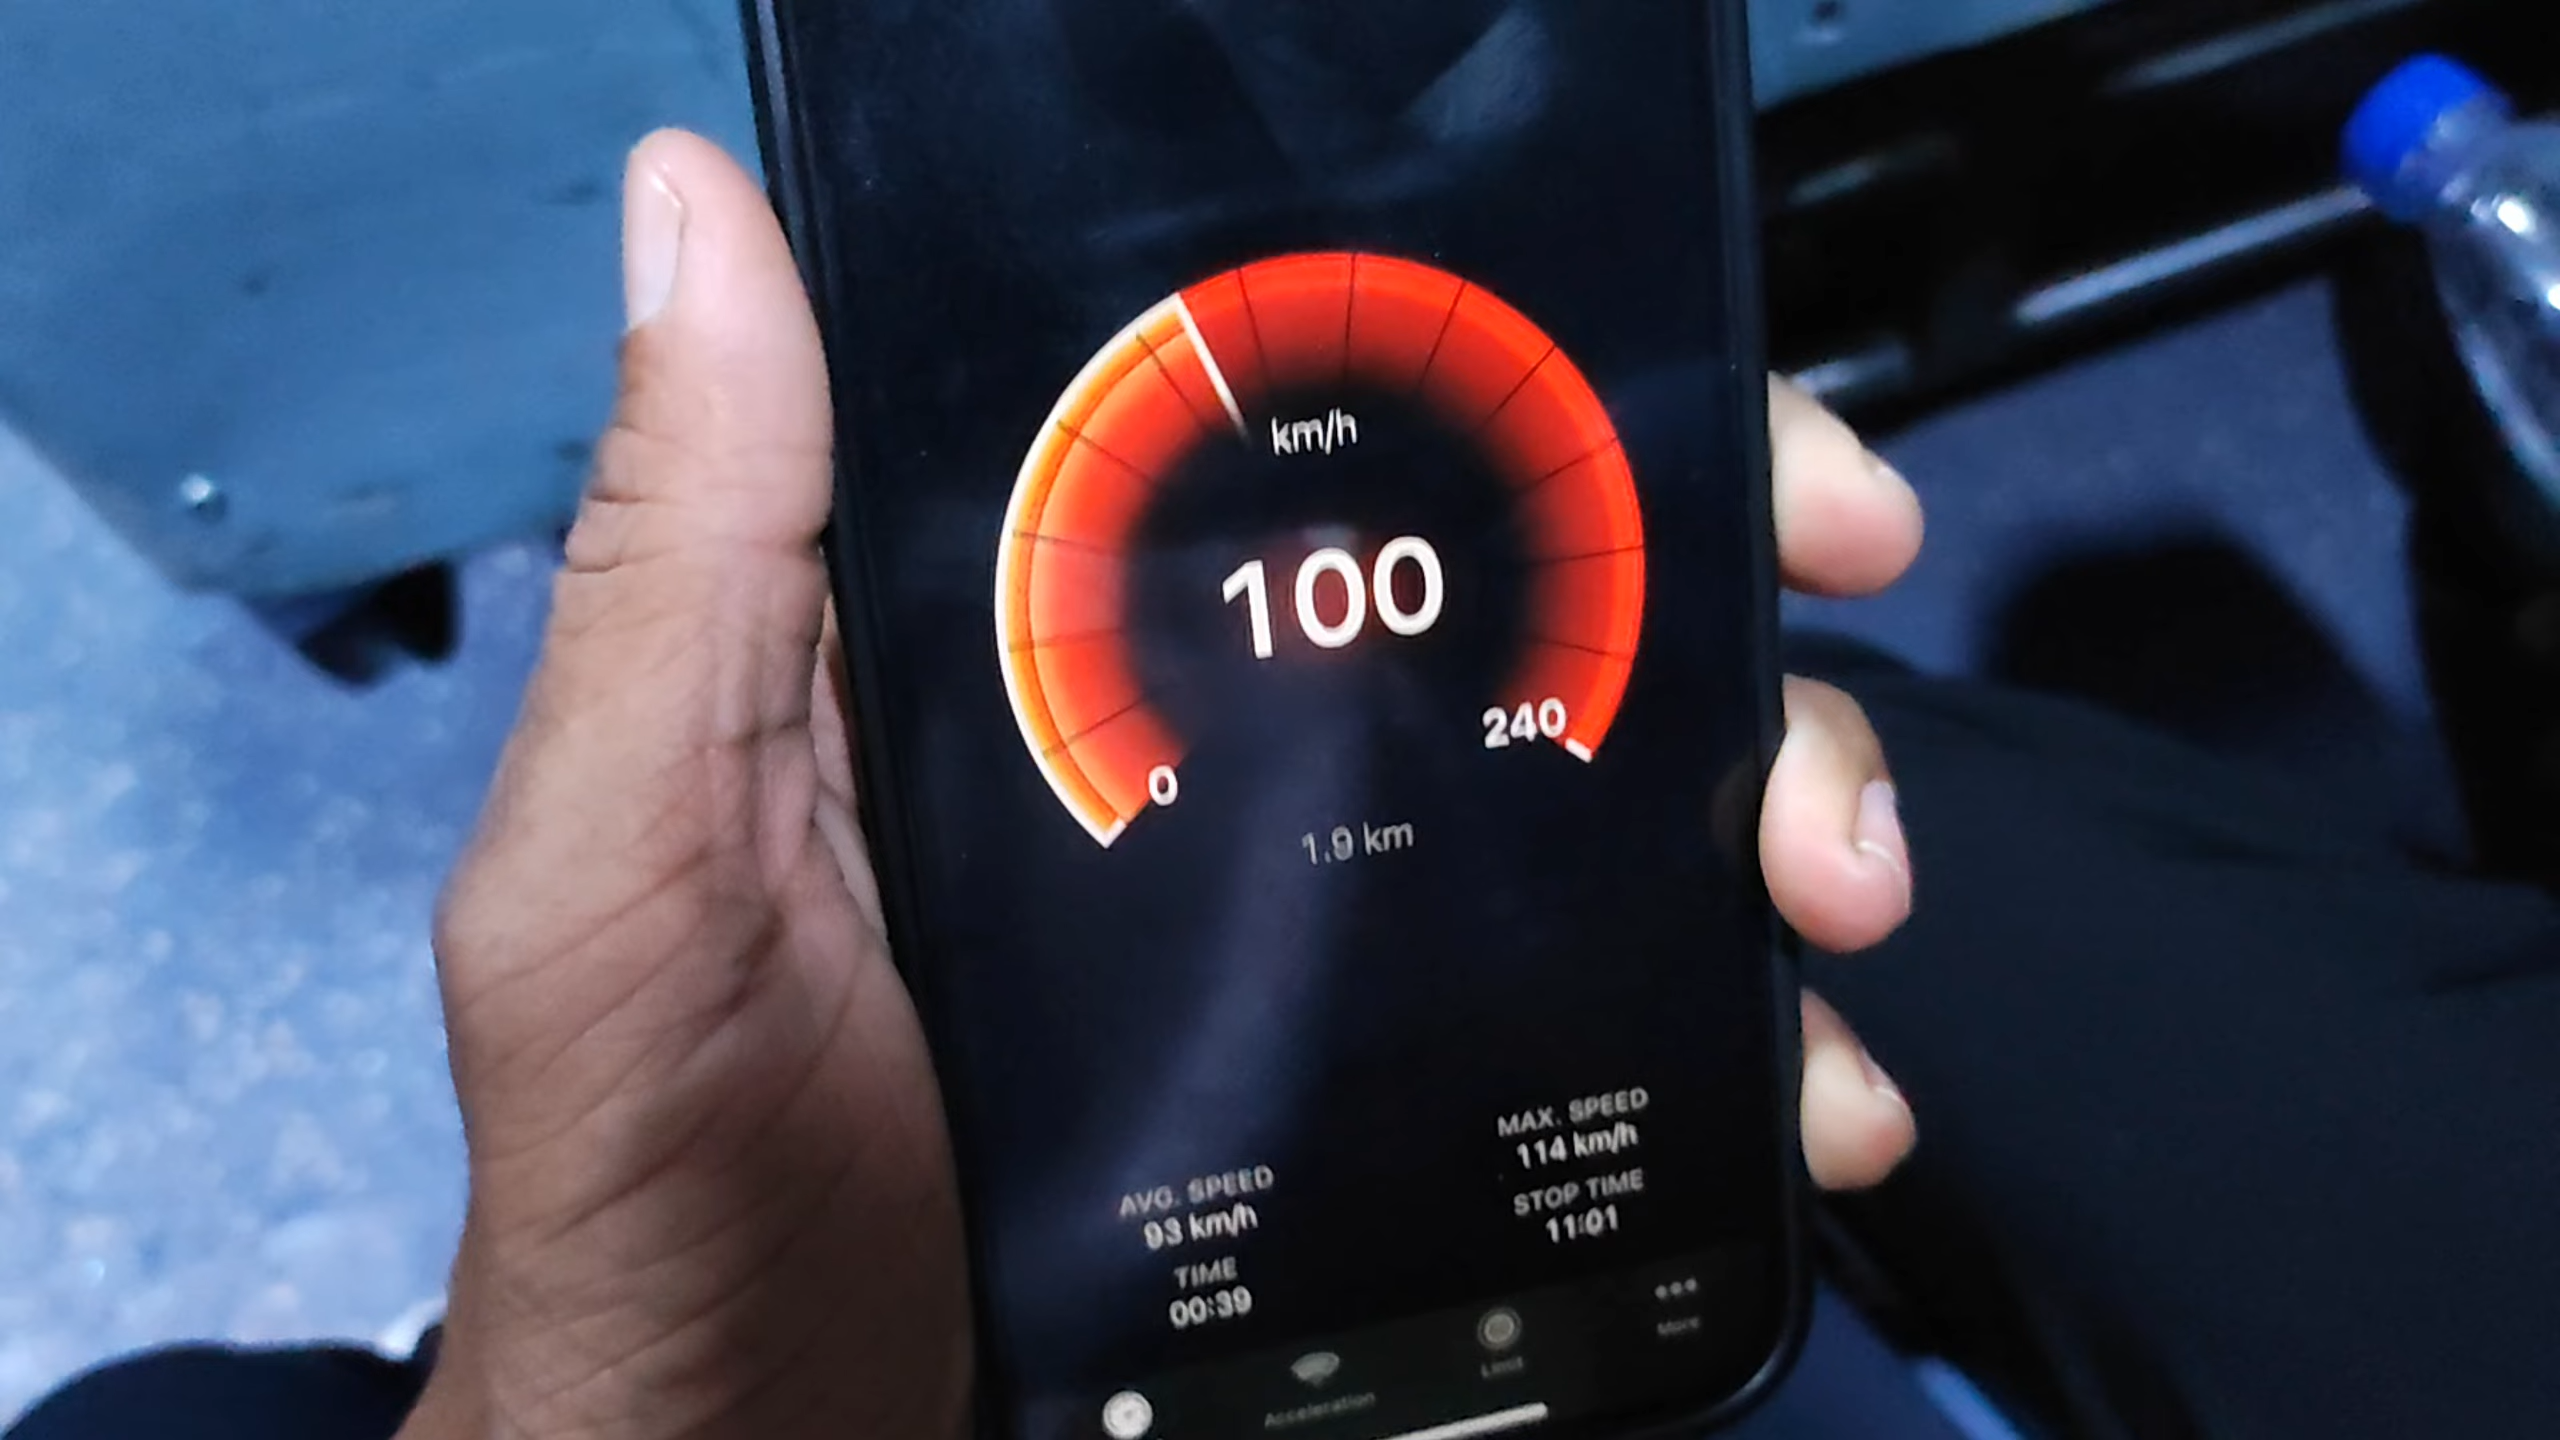 km/h
100
0
240
1.9 km
MAX. SPEED
114 km/h
AVG. SPEED
93 km/h
STOP TIME
11:01
TIME
00:39
More
Limit
Acceleration